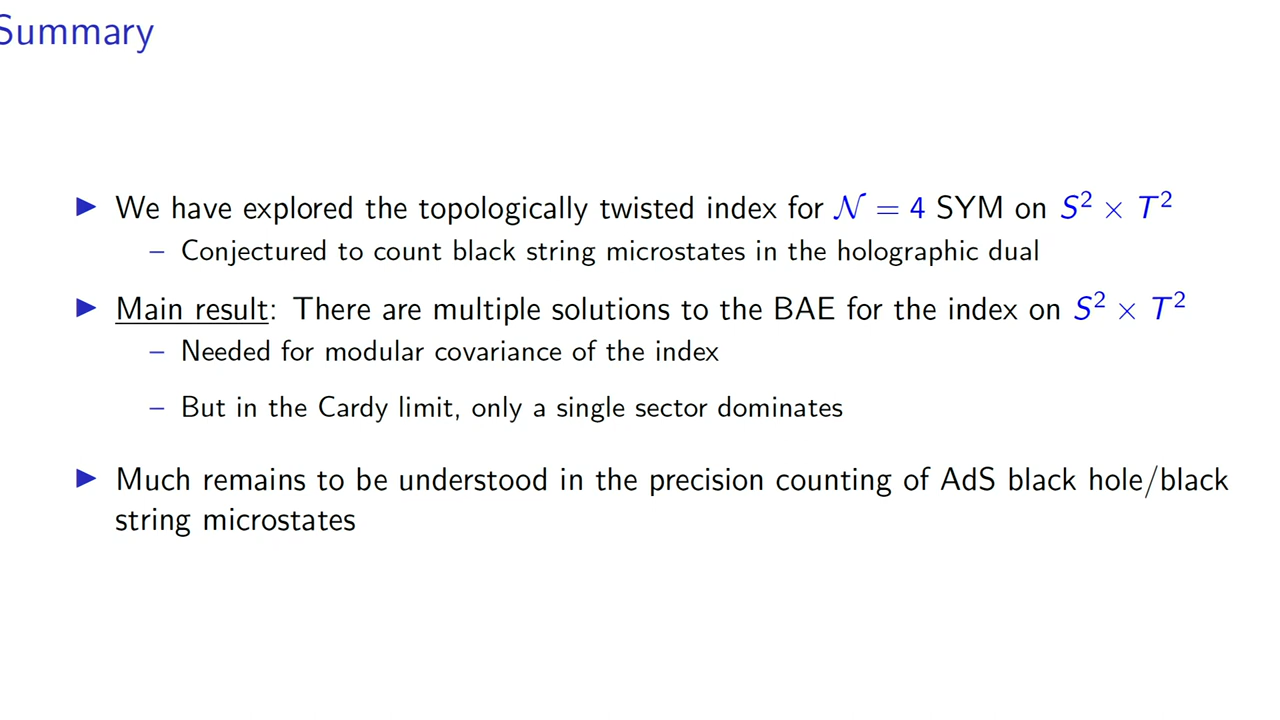 Summary
▶ We have explored the topologically twisted index for 𝒩 = 4 SYM on S² × T²
– Conjectured to count black string microstates in the holographic dual
▶ Main result: There are multiple solutions to the BAE for the index on S² × T²
– Needed for modular covariance of the index
– But in the Cardy limit, only a single sector dominates
▶ Much remains to be understood in the precision counting of AdS black hole/black
string microstates